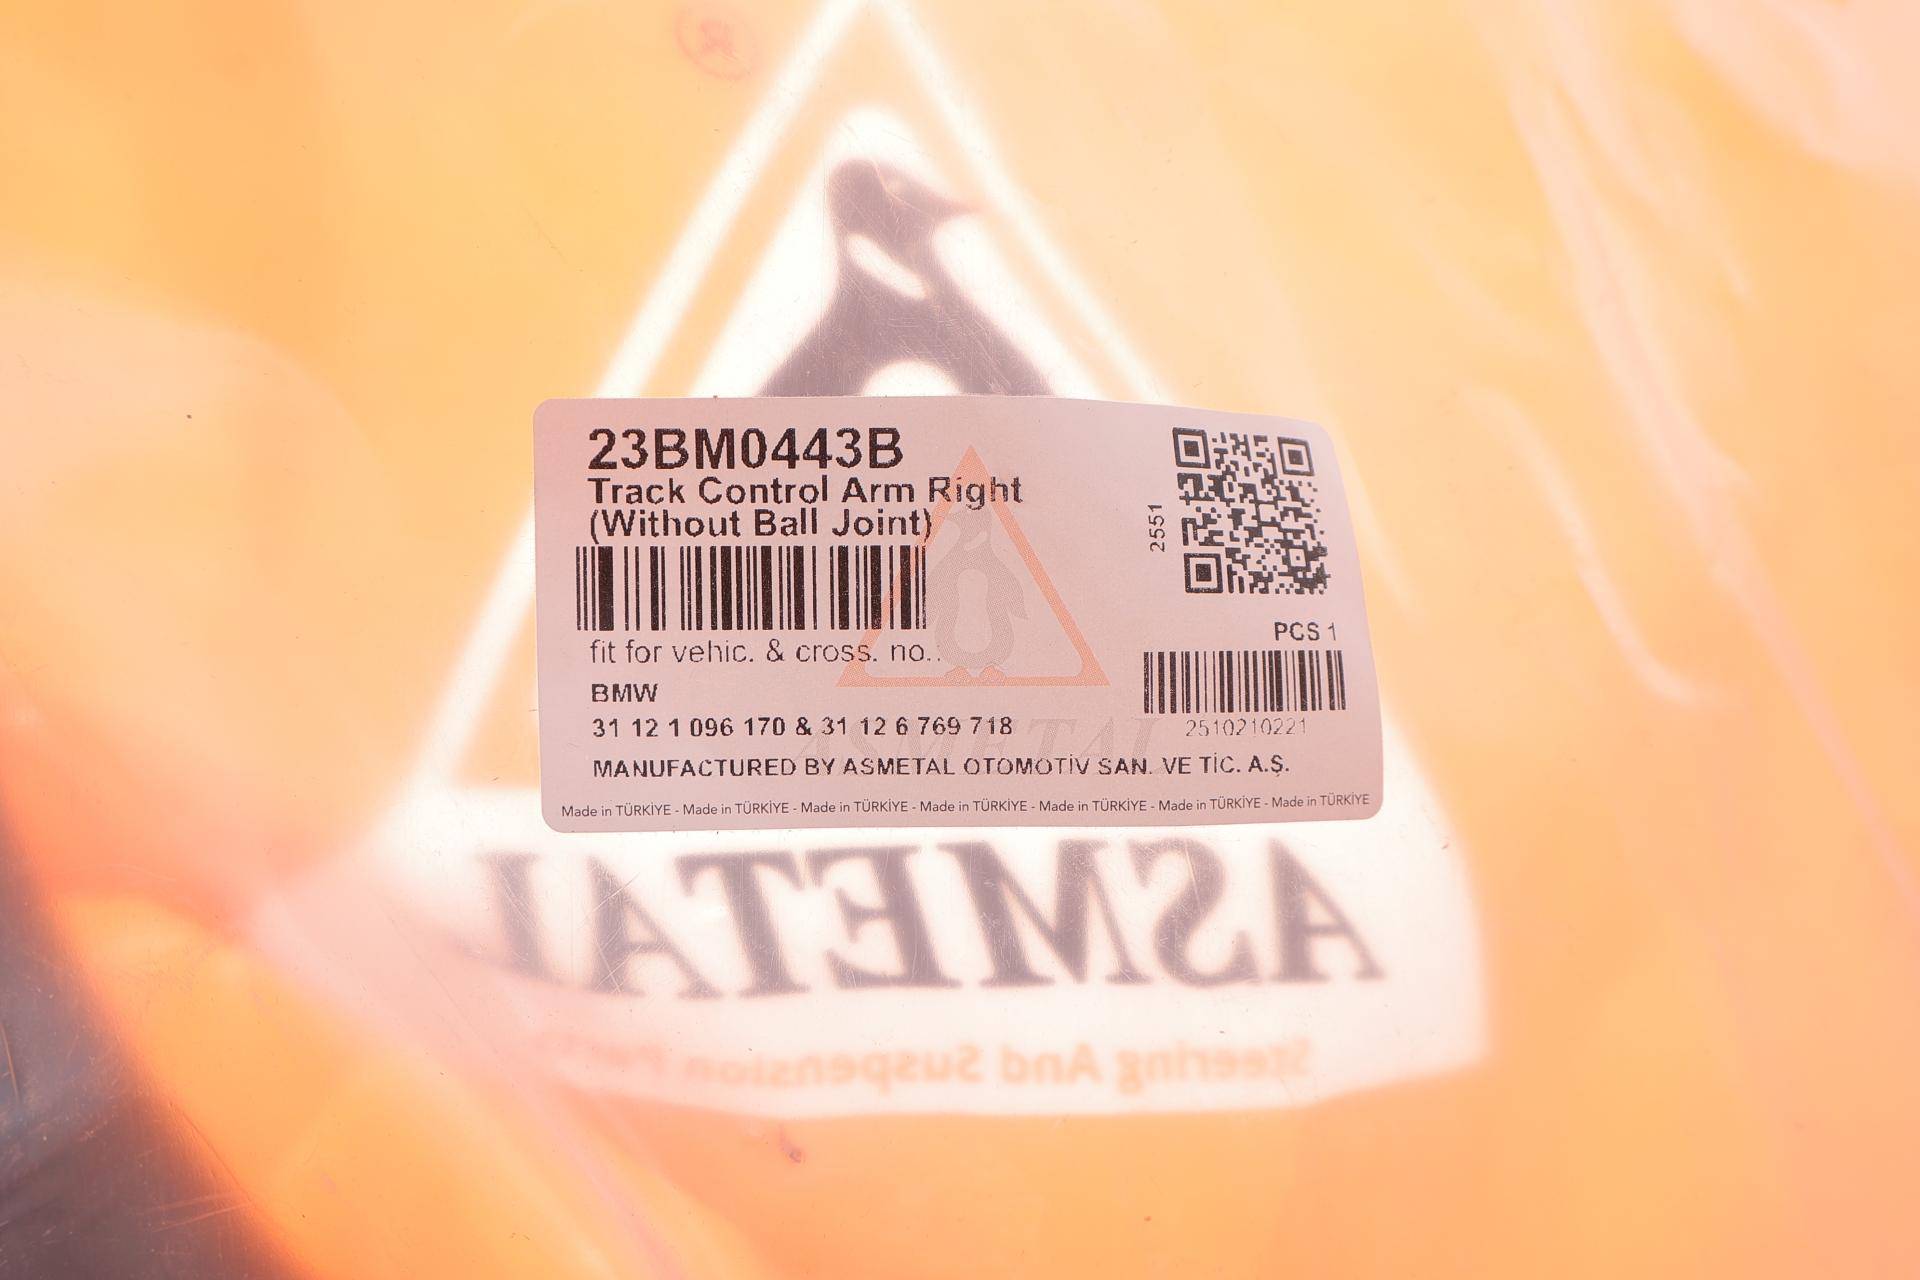 23BM0443B
Track Control Arm Right
(Without Ball Joint)
2551
fit for vehic. & cross. no..
PCS 1
BMW
31 12 1 096 170 & 31 12 6 769 718
2510210221
ASMETAL
MANUFACTURED BY ASMETAL OTOMOTİV SAN. VE TİC. A.Ş.
Made in TÜRKİYE - Made in TÜRKİYE - Made in TÜRKİYE - Made in TÜRKİYE - Made in TÜRKİYE - Made in TÜRKİYE - Made in TÜRKİYE
ASMETAL
Steering And Suspension